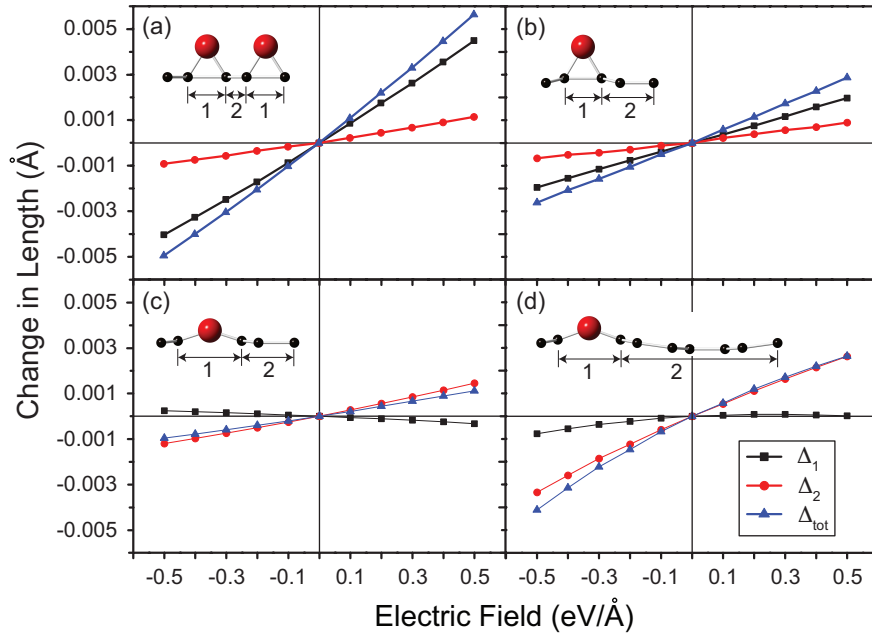 Change in Length (Å)
(a)
1 2 1
0.005
0.003
0.001
-0.001
-0.003
-0.005
(b)
1 2
(c)
1 2
0.005
0.003
0.001
-0.001
-0.003
-0.005
(d)
1 2
Δ1
Δ2
Δtot
-0.5 -0.3 -0.1 0.1 0.3 0.5
-0.5 -0.3 -0.1 0.1 0.3 0.5
Electric Field (eV/Å)